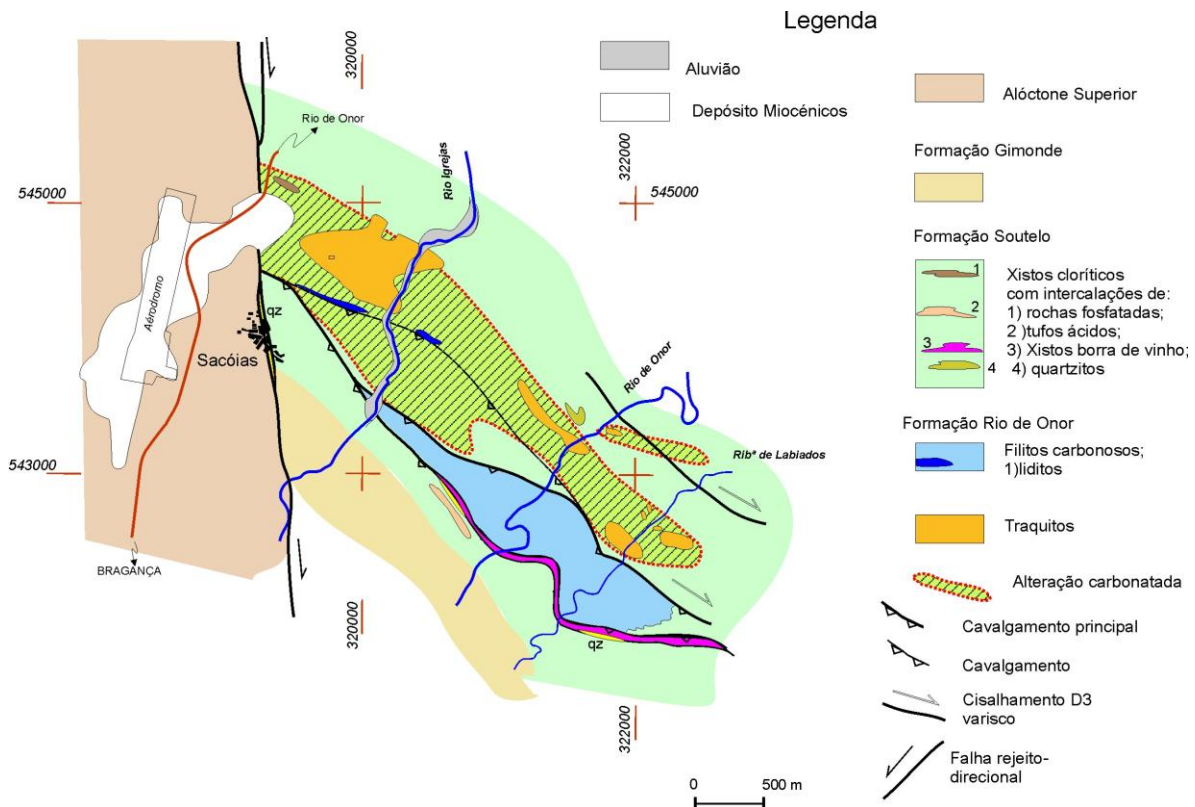 Legenda
Aluvião
Depósito Miocénicos
Alóctone Superior
Formação Gimonde
Formação Soutelo
1
2
3
4
Xistos cloríticos
com intercalações de:
1) rochas fosfatadas;
2)tufos ácidos;
3) Xistos borra de vinho;
4) quartzitos
Formação Rio de Onor
Filitos carbonosos;
1)liditos
Traquitos
Alteração carbonatada
Cavalgamento principal
Cavalgamento
Cisalhamento D3
varisco
Falha rejeito-
direcional
320000
Rio de Onor
Rio Igrejas
322000
545000
545000
Aérodromo
qz
Sacóias
Rio de Onor
Ribª de Labiados
543000
BRAGANÇA
320000
qz
322000
0 500 m